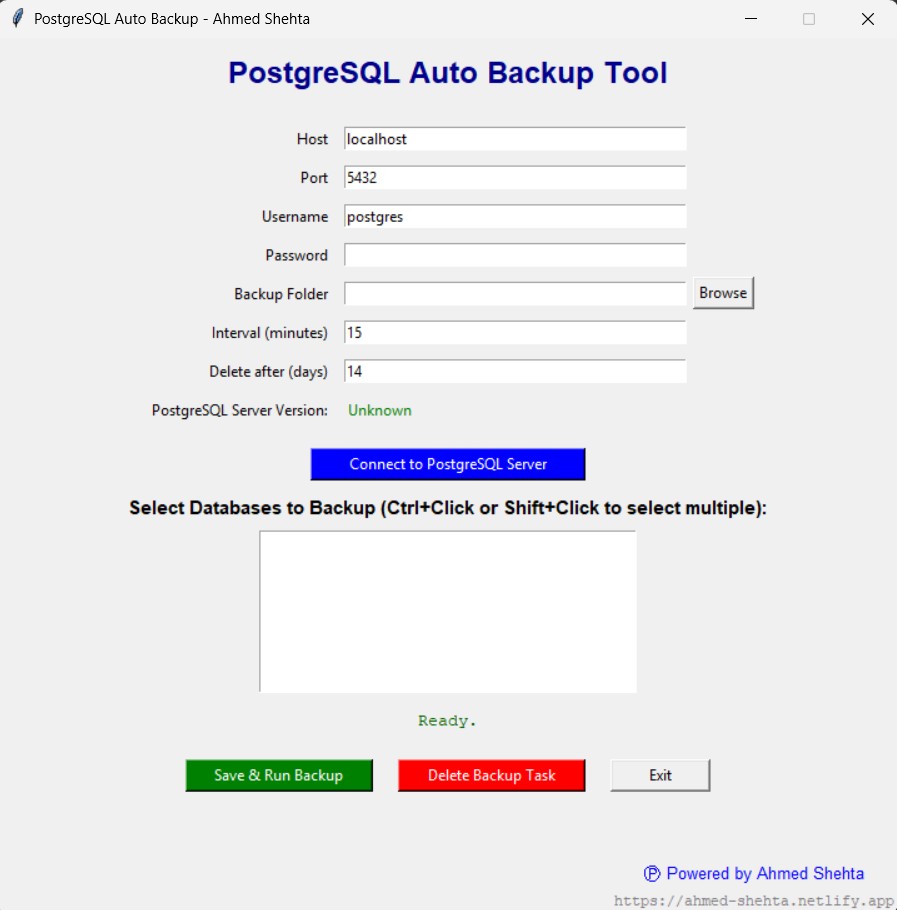 PostgreSQL Auto Backup - Ahmed Shehta
PostgreSQL Auto Backup Tool
Host localhost
Port 5432
Username postgres
Password
Backup Folder Browse
Interval (minutes) 15
Delete after (days) 14
PostgreSQL Server Version: Unknown
Connect to PostgreSQL Server
Select Databases to Backup (Ctrl+Click or Shift+Click to select multiple):
Ready.
Save & Run Backup Delete Backup Task Exit
Ⓟ Powered by Ahmed Shehta
https://ahmed-shehta.netlify.app